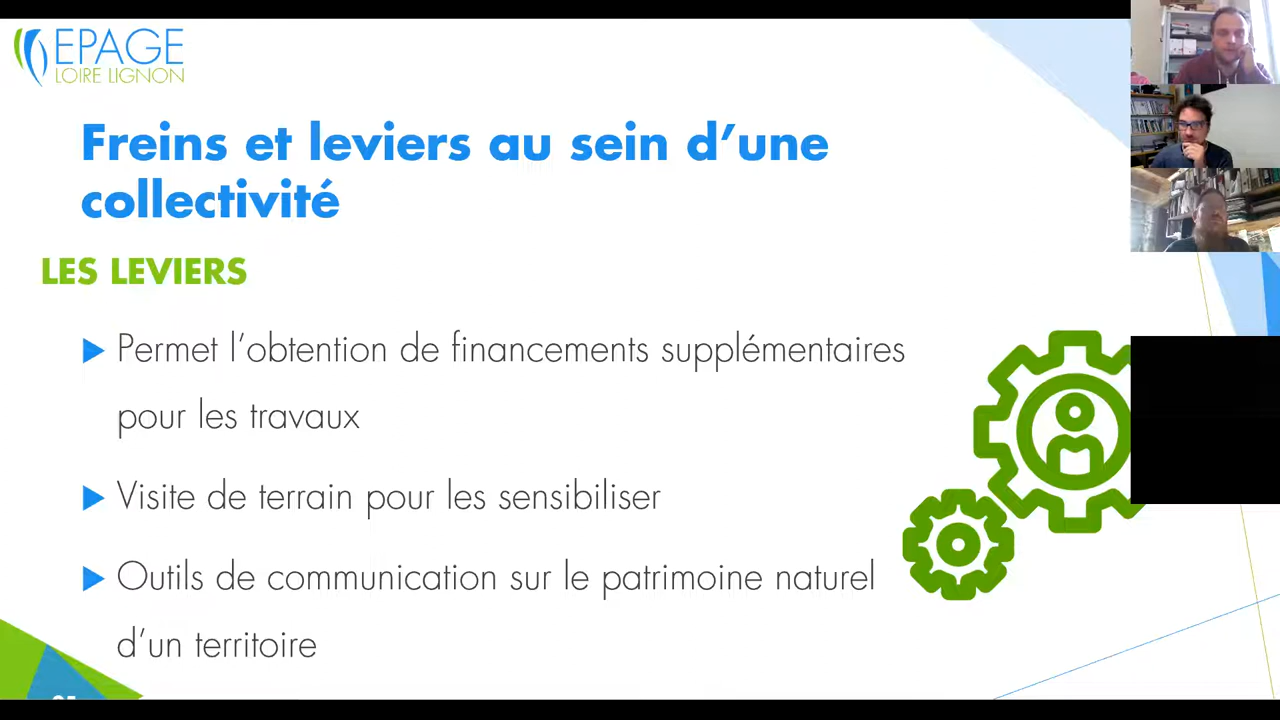 EPAGE
LOIRE LIGNON
Freins et leviers au sein d’une
collectivité
LES LEVIERS
Permet l’obtention de financements supplémentaires
pour les travaux
Visite de terrain pour les sensibiliser
Outils de communication sur le patrimoine naturel
d’un territoire